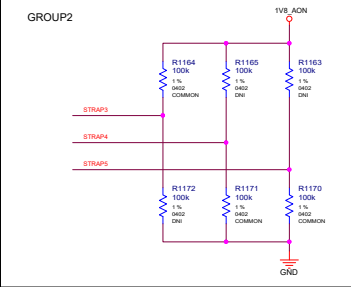 GROUP2
1V8_AON
R1164
100k
1 %
0402
COMMON
R1165
100k
1 %
0402
DNI
R1163
100k
1 %
0402
DNI
STRAP3
STRAP4
STRAP5
R1172
100k
1 %
0402
DNI
R1171
100k
1 %
0402
COMMON
R1170
100k
1 %
0402
COMMON
GND